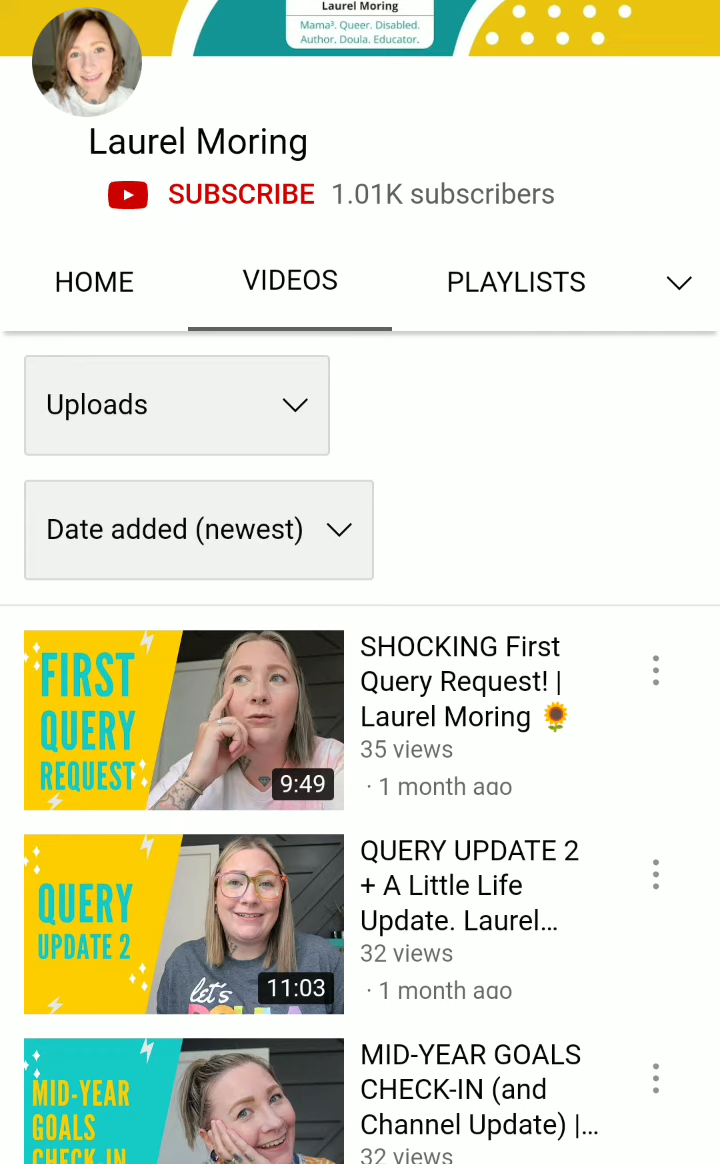 Laurel Moring
Mama³. Queer. Disabled.
Author. Doula. Educator.
Laurel Moring
SUBSCRIBE 1.01K subscribers
HOME VIDEOS PLAYLISTS
Uploads
Date added (newest)
FIRST
QUERY
REQUEST
9:49
SHOCKING First
Query Request! |
Laurel Moring 🌻
35 views
· 1 month ago
QUERY
UPDATE 2
let's
11:03
QUERY UPDATE 2
+ A Little Life
Update. Laurel...
32 views
· 1 month ago
MID-YEAR
GOALS
CHECK IN
MID-YEAR GOALS
CHECK-IN (and
Channel Update) |...
32 views